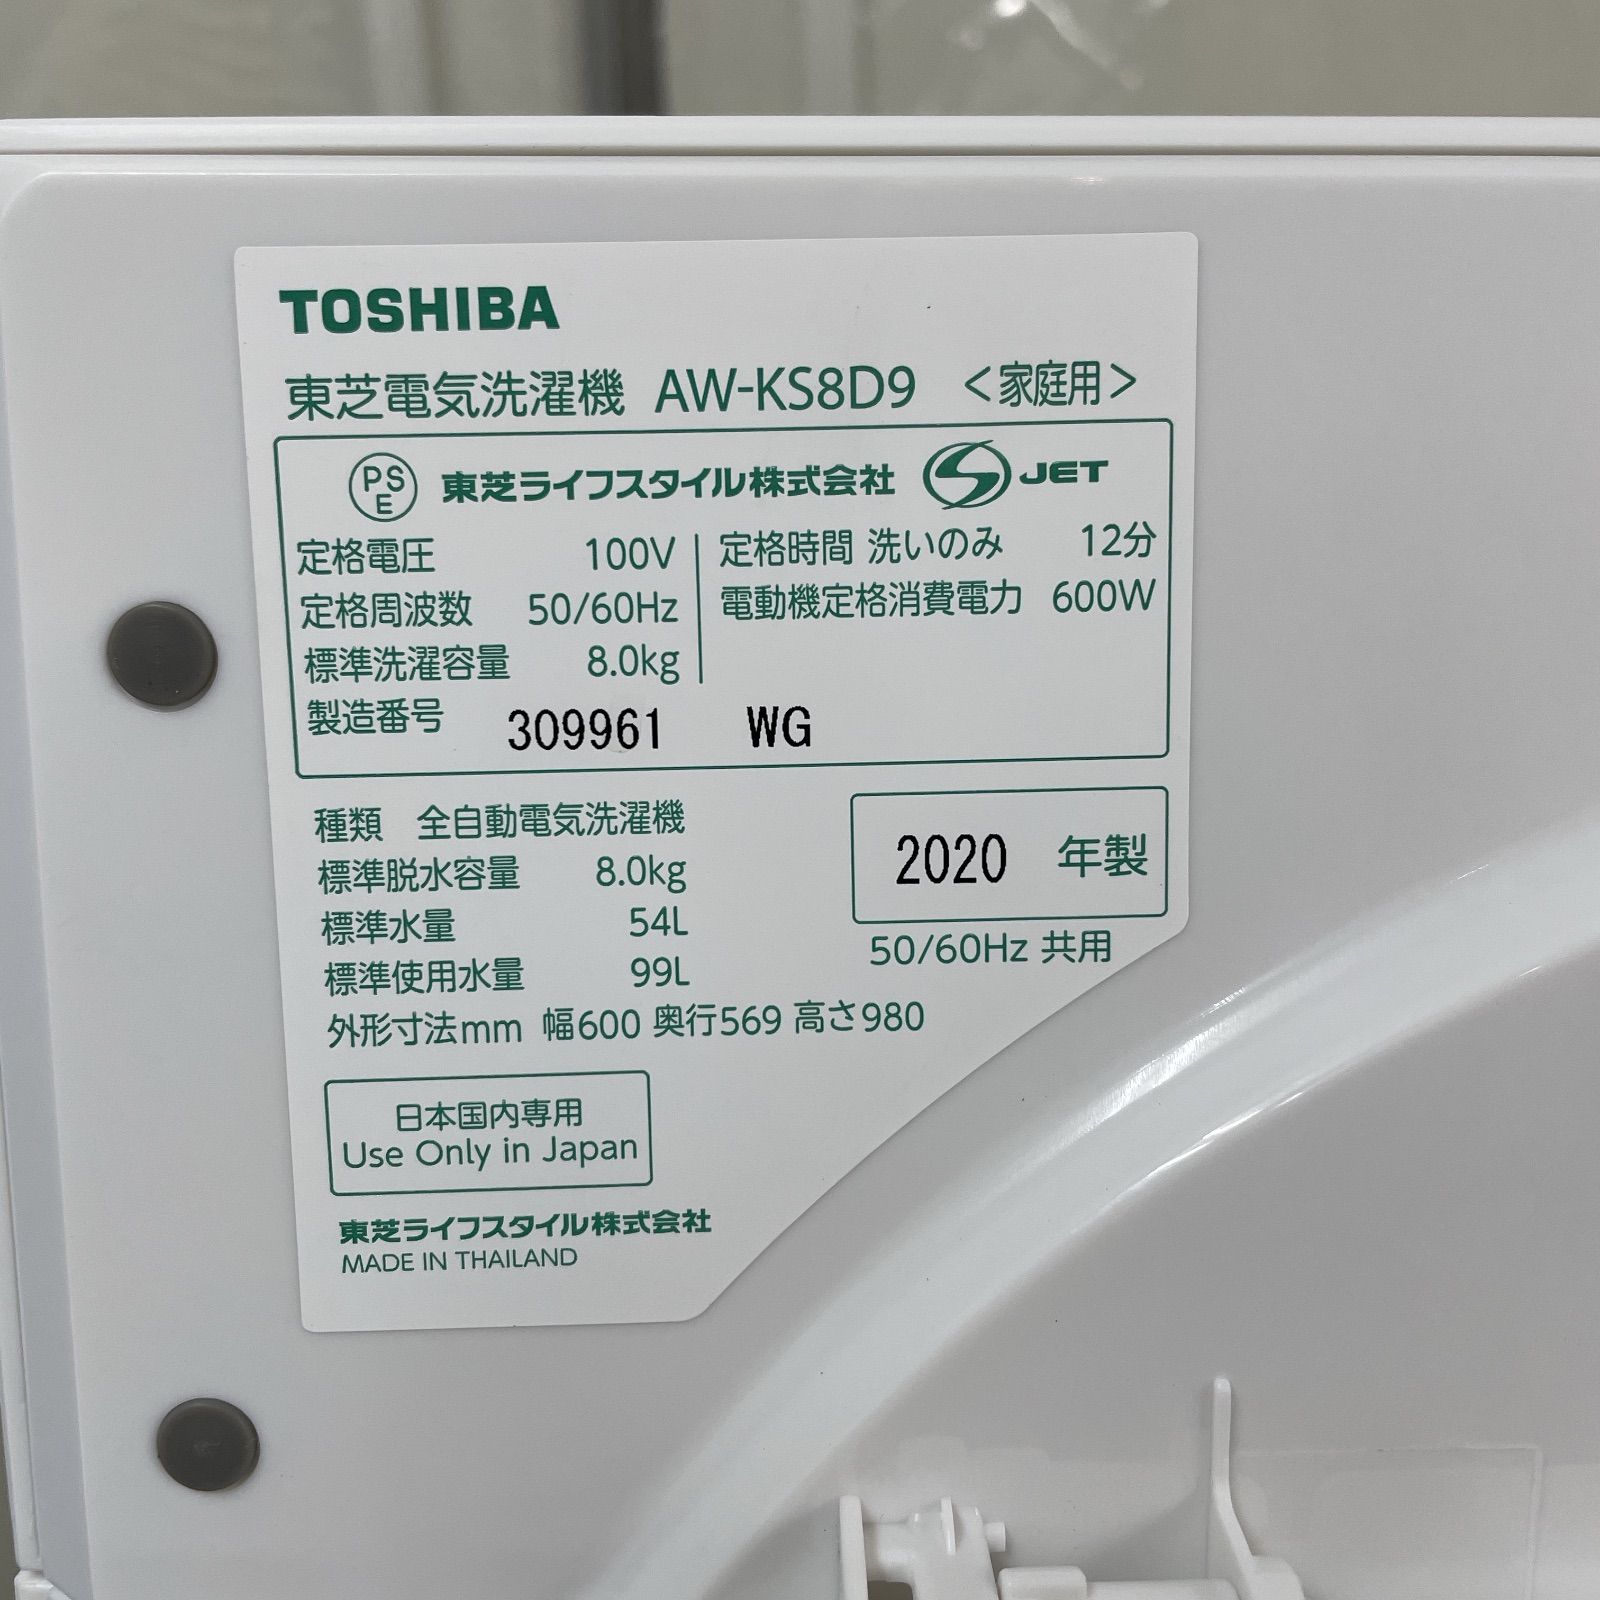 TOSHIBA
東芝電気洗濯機 AW-KS8D9 <家庭用>
PSE 東芝ライフスタイル株式会社 S JET
定格電圧 100V
定格周波数 50/60Hz
標準洗濯容量 8.0kg
定格時間 洗いのみ 12分
電動機定格消費電力 600W
製造番号 309961 WG
種類 全自動電気洗濯機
標準脱水容量 8.0kg
標準水量 54L
標準使用水量 99L
2020 年製
50/60Hz 共用
外形寸法mm 幅600 奥行569 高さ980
日本国内専用
Use Only in Japan
東芝ライフスタイル株式会社
MADE IN THAILAND